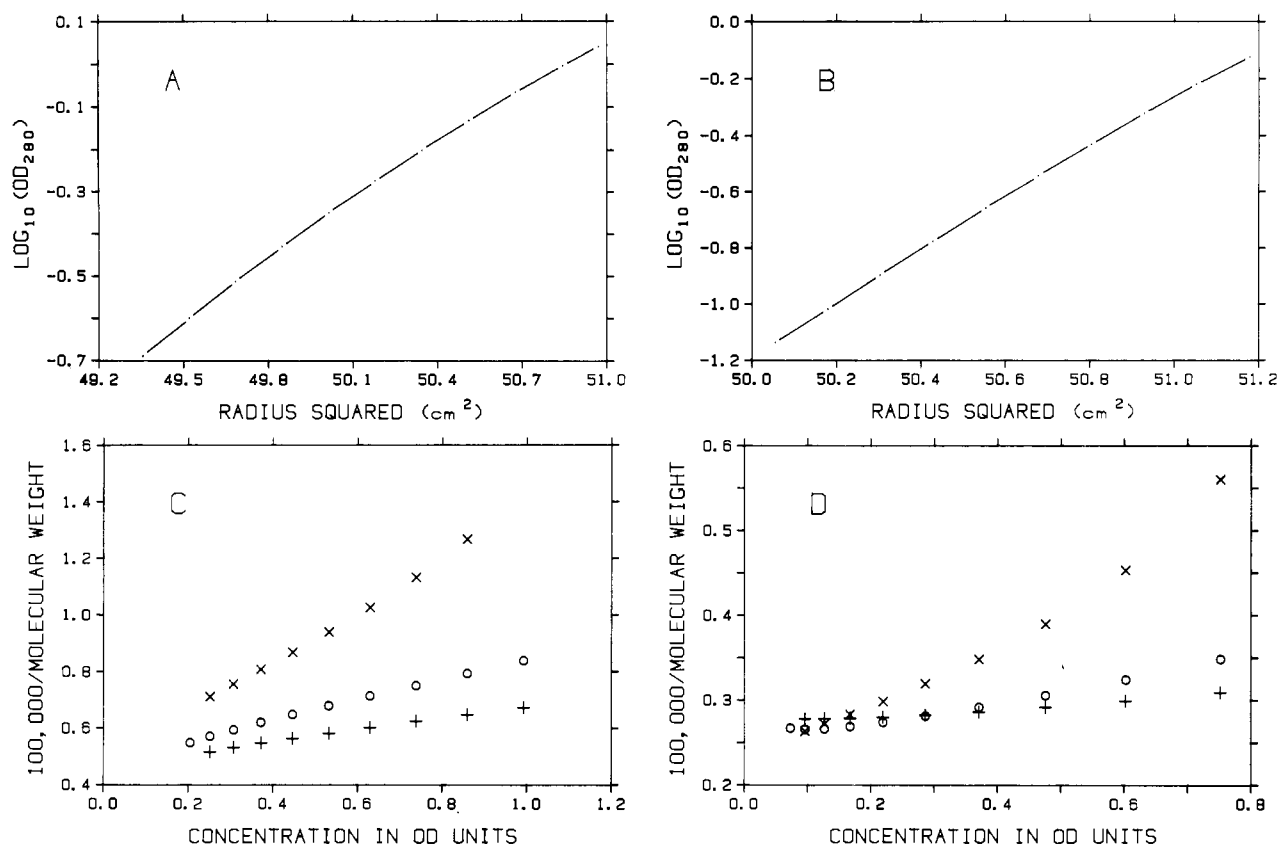 A
LOG10(OD280)
0.1
-0.1
-0.3
-0.5
-0.7
49.2 49.5 49.8 50.1 50.4 50.7 51.0
RADIUS SQUARED (cm2)
B
LOG10(OD280)
0.0
-0.2
-0.4
-0.6
-0.8
-1.0
-1.2
50.0 50.2 50.4 50.6 50.8 51.0 51.2
RADIUS SQUARED (cm2)
C
100,000/MOLECULAR WEIGHT
1.6
1.4
1.2
1.0
0.8
0.6
0.4
0.0 0.2 0.4 0.6 0.8 1.0 1.2
CONCENTRATION IN OD UNITS
D
100,000/MOLECULAR WEIGHT
0.6
0.5
0.4
0.3
0.2
0.0 0.2 0.4 0.6 0.8
CONCENTRATION IN OD UNITS